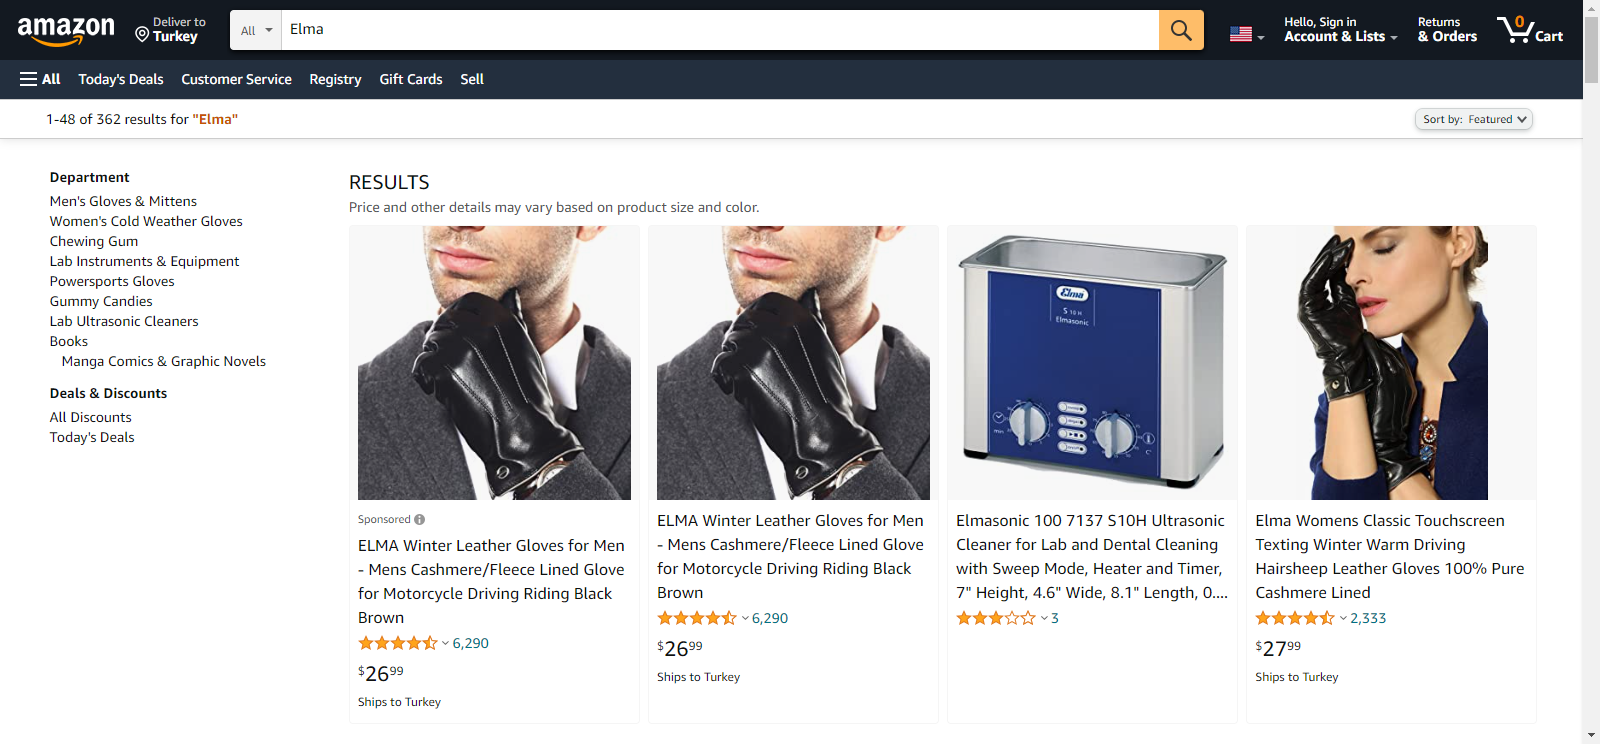 amazon
Deliver to
Turkey
All
Elma
Hello, Sign in
Account & Lists
Returns
& Orders
0
Cart
All
Today's Deals
Customer Service
Registry
Gift Cards
Sell
1-48 of 362 results for "Elma"
Sort by: Featured
Department
Men's Gloves & Mittens
Women's Cold Weather Gloves
Chewing Gum
Lab Instruments & Equipment
Powersports Gloves
Gummy Candies
Lab Ultrasonic Cleaners
Books
Manga Comics & Graphic Novels
Deals & Discounts
All Discounts
Today's Deals
RESULTS
Price and other details may vary based on product size and color.
Sponsored
ELMA Winter Leather Gloves for Men
- Mens Cashmere/Fleece Lined Glove
for Motorcycle Driving Riding Black
Brown
6,290
$26.99
Ships to Turkey
ELMA Winter Leather Gloves for Men
- Mens Cashmere/Fleece Lined Glove
for Motorcycle Driving Riding Black
Brown
6,290
$26.99
Ships to Turkey
Elma
S 10 H
Elmasonic
min
Elmasonic 100 7137 S10H Ultrasonic
Cleaner for Lab and Dental Cleaning
with Sweep Mode, Heater and Timer,
7" Height, 4.6" Wide, 8.1" Length, 0....
3
Elma Womens Classic Touchscreen
Texting Winter Warm Driving
Hairsheep Leather Gloves 100% Pure
Cashmere Lined
2,333
$27.99
Ships to Turkey